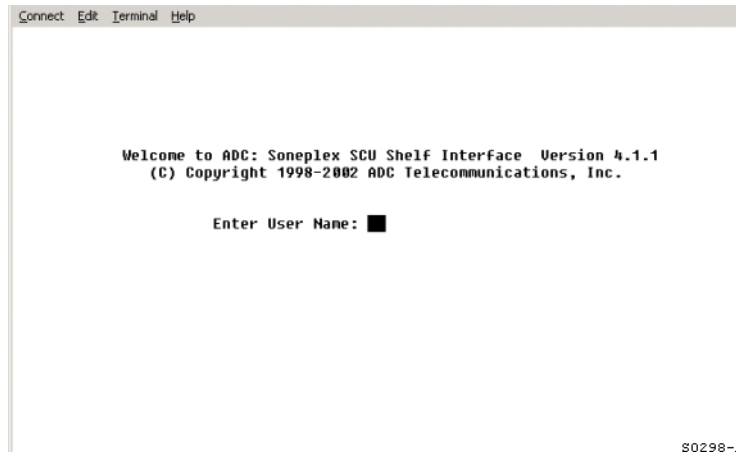 Connect Edit Terminal Help
Welcome to ADC: Soneplex SCU Shelf Interface Version 4.1.1
(C) Copyright 1998-2002 ADC Telecommunications, Inc.
Enter User Name:
S0298-